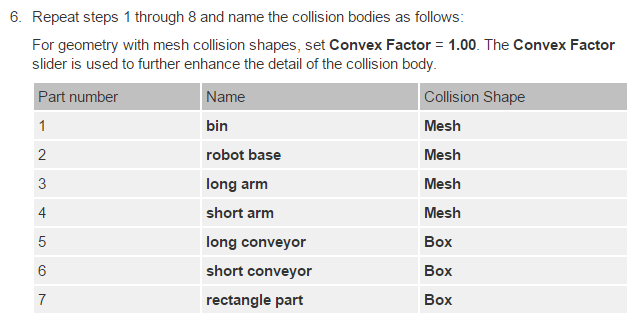 6. Repeat steps 1 through 8 and name the collision bodies as follows:
For geometry with mesh collision shapes, set Convex Factor = 1.00. The Convex Factor
slider is used to further enhance the detail of the collision body.
Part number Name Collision Shape
1 bin Mesh
2 robot base Mesh
3 long arm Mesh
4 short arm Mesh
5 long conveyor Box
6 short conveyor Box
7 rectangle part Box